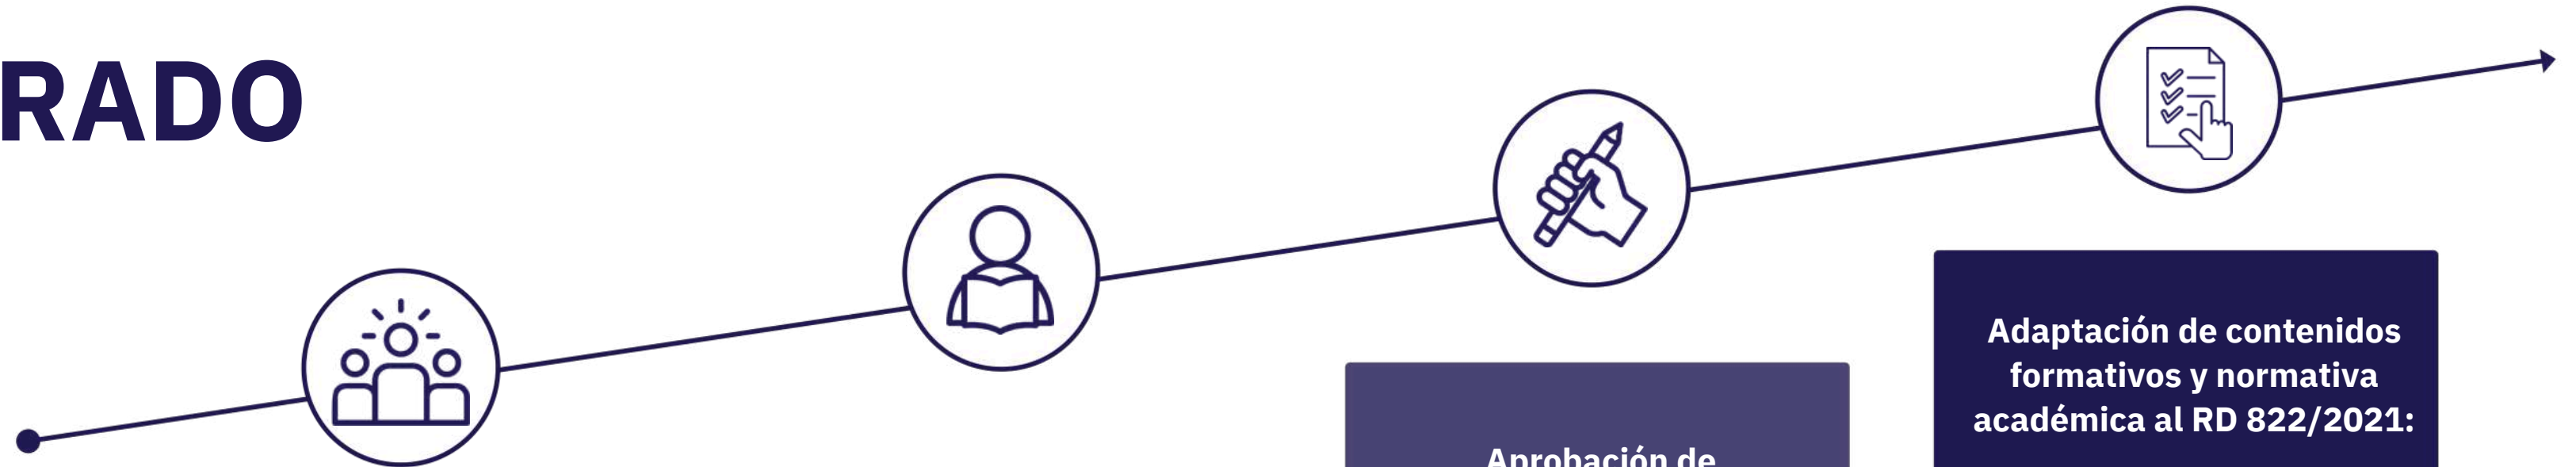 RADO
Adaptación de contenidos
formativos y normativa
académica al RD 822/2021:
Aprobación de